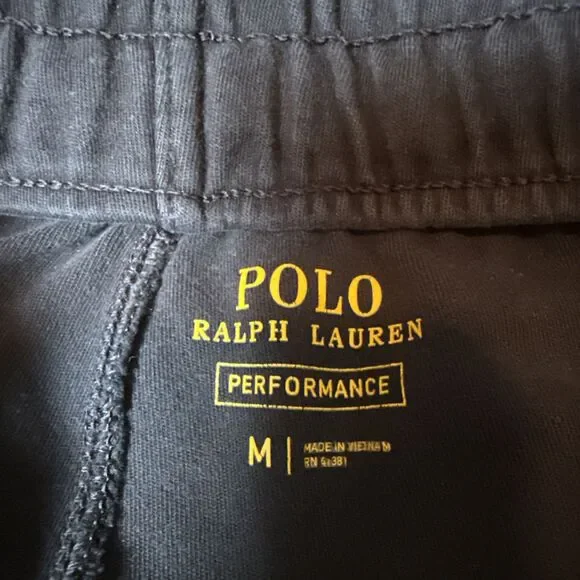 POLO
RALPH LAUREN
PERFORMANCE
M
MADE IN VIETNAM
RN 41381